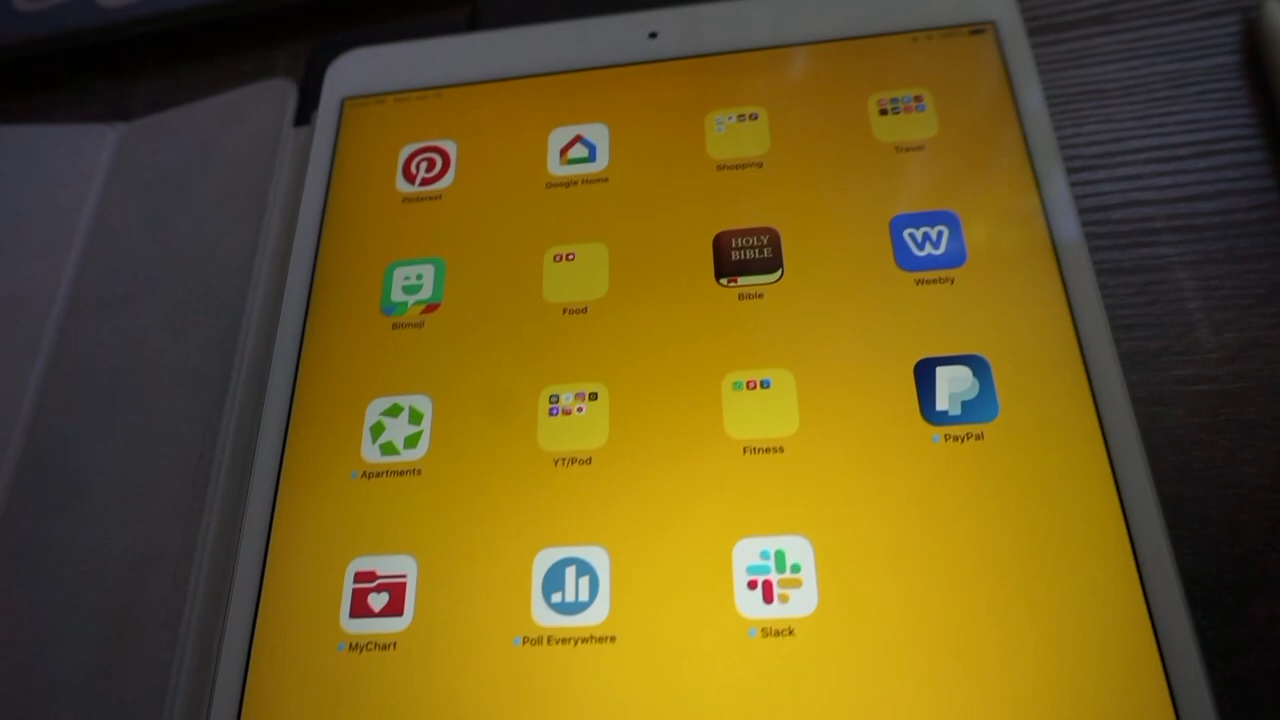 Pinterest
Google Home
Shopping
Travel
Bitmoji
Food
HOLY
BIBLE
Bible
W
Weebly
Apartments
YT/Pod
Fitness
PayPal
MyChart
Poll Everywhere
Slack